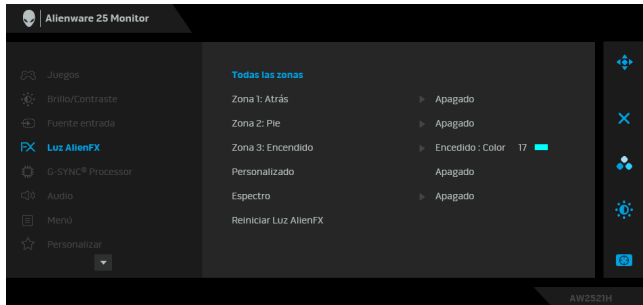 Alienware 25 Monitor
Juegos
Brillo/Contraste
Fuente entrada
Luz AlienFX
G-SYNC® Processor
Audio
Menú
Personalizar
Todas las zonas
Zona 1: Atrás Apagado
Zona 2: Pie Apagado
Zona 3: Encendido Encedido : Color 17
Personalizado Apagado
Espectro Apagado
Reiniciar Luz AlienFX
AW2521H